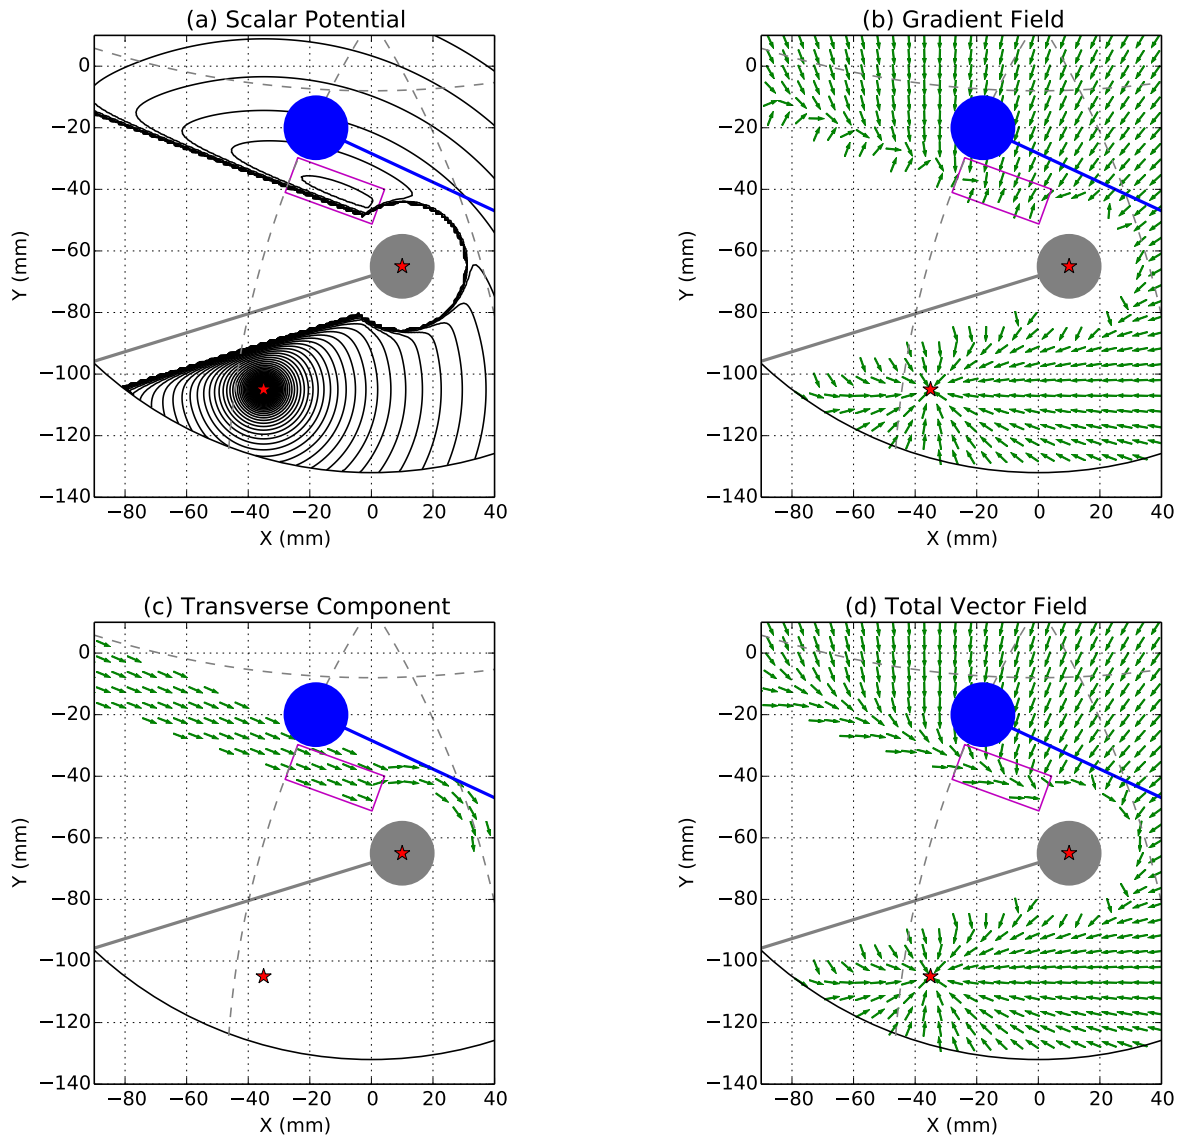 (a) Scalar Potential
(b) Gradient Field
0
−20
−40
−60
−80
−100
−120
−140
Y (mm)
−80 −60 −40 −20 0 20 40
X (mm)
0
−20
−40
−60
−80
−100
−120
−140
Y (mm)
−80 −60 −40 −20 0 20 40
X (mm)
(c) Transverse Component
(d) Total Vector Field
0
−20
−40
−60
−80
−100
−120
−140
Y (mm)
−80 −60 −40 −20 0 20 40
X (mm)
0
−20
−40
−60
−80
−100
−120
−140
Y (mm)
−80 −60 −40 −20 0 20 40
X (mm)